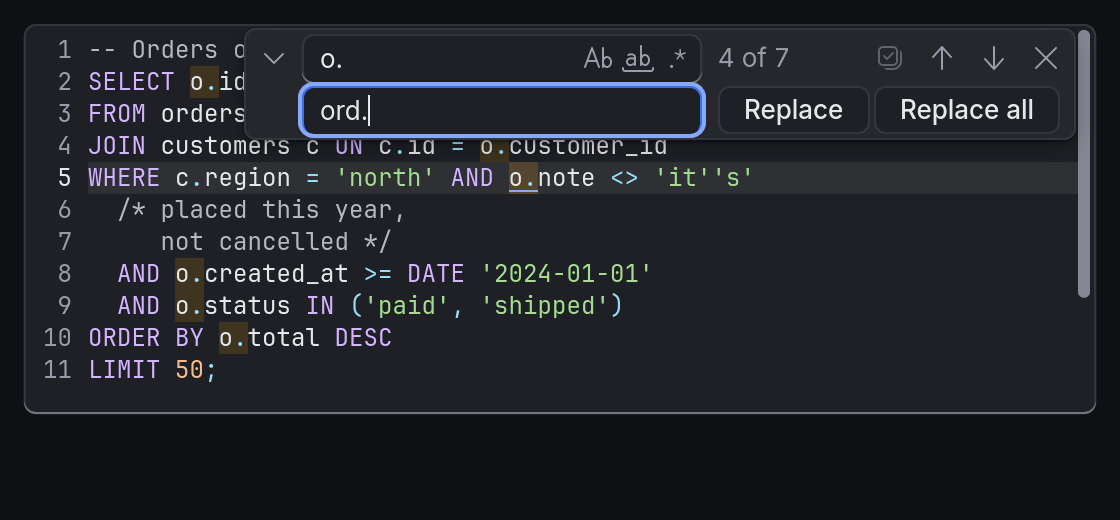 1 -- Orders
2 SELECT o.id
3 FROM orders
4 JOIN customers c ON c.id = o.customer_id
5 WHERE c.region = 'north' AND o.note <> 'it''s'
6 /* placed this year,
7 not cancelled */
8 AND o.created_at >= DATE '2024-01-01'
9 AND o.status IN ('paid', 'shipped')
10 ORDER BY o.total DESC
11 LIMIT 50;
o. Ab ab .* 4 of 7
ord. Replace Replace all